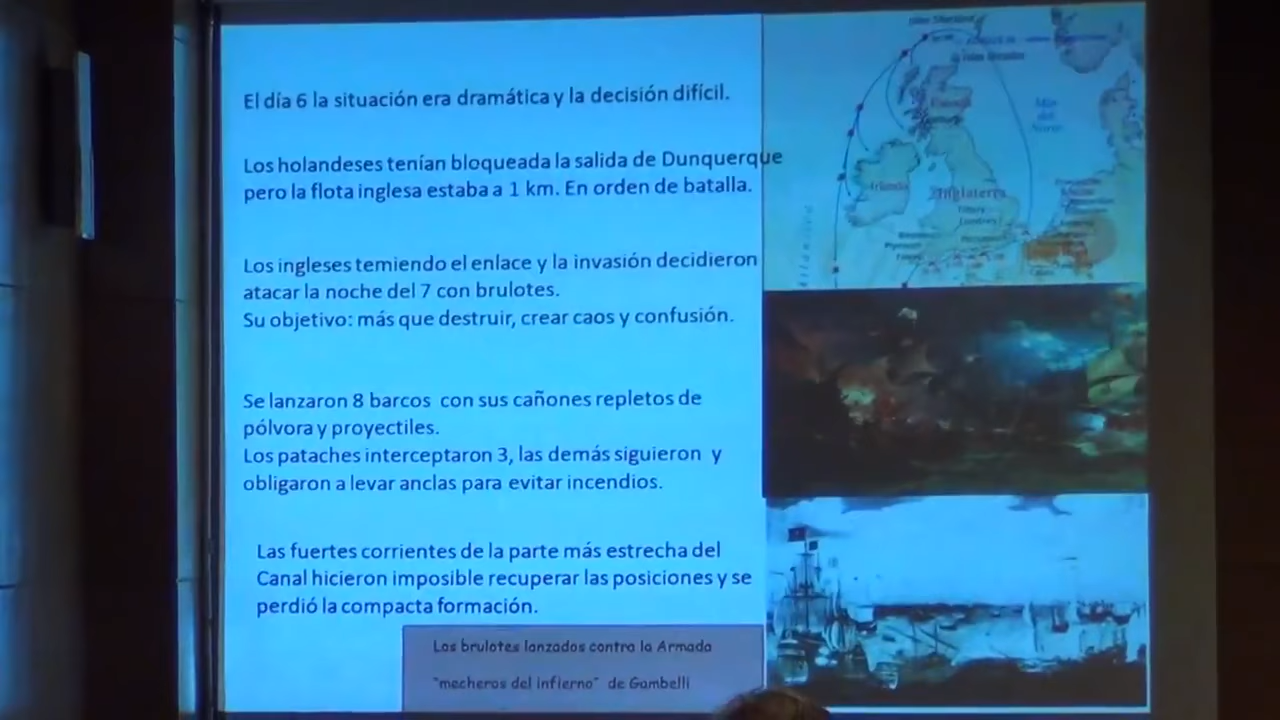 El día 6 la situación era dramática y la decisión difícil.
Los holandeses tenían bloqueada la salida de Dunquerque
pero la flota inglesa estaba a 1 km. En orden de batalla.
Los ingleses temiendo el enlace y la invasión decidieron
atacar la noche del 7 con brulotes.
Su objetivo: más que destruir, crear caos y confusión.
Se lanzaron 8 barcos con sus cañones repletos de
pólvora y proyectiles.
Los pataches interceptaron 3, las demás siguieron y
obligaron a levar anclas para evitar incendios.
Las fuertes corrientes de la parte más estrecha del
Canal hicieron imposible recuperar las posiciones y se
perdió la compacta formación.
Los brulotes lanzados contra la Armada
"mecheros del infierno" de Gambelli
Mar
del
Norte
Irlanda
Inglaterra